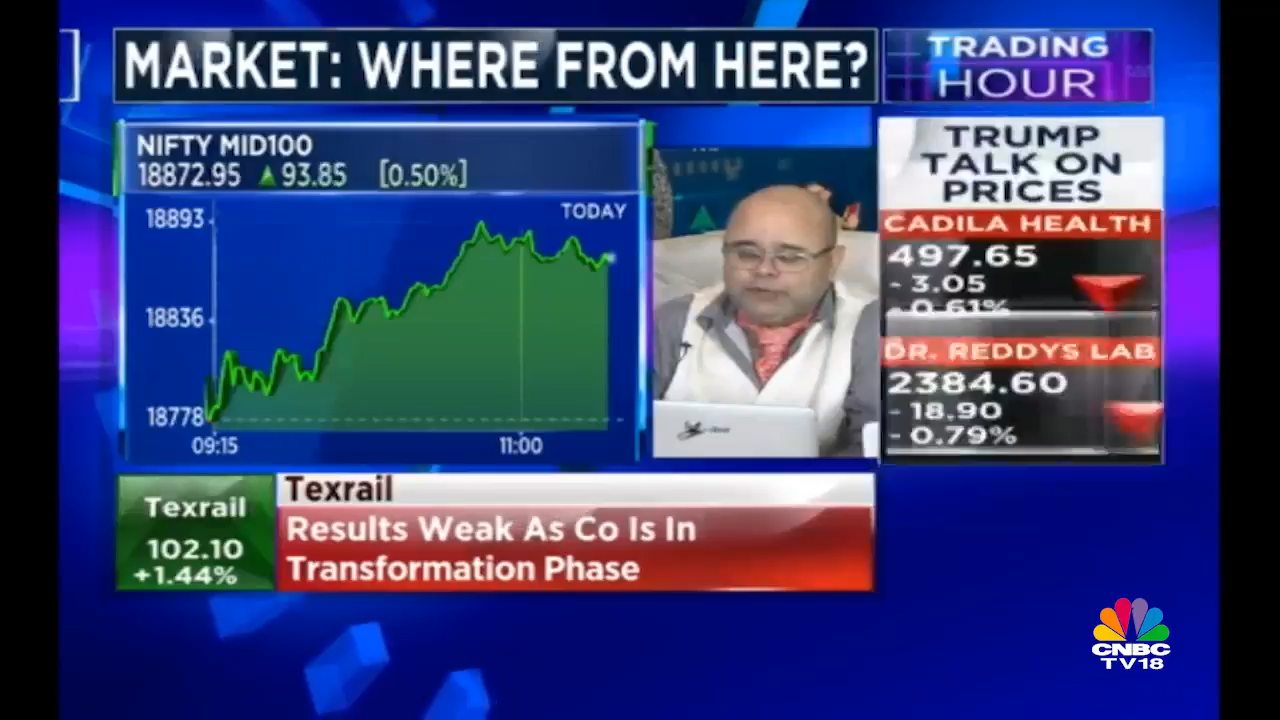 MARKET: WHERE FROM HERE?
TRADING
HOUR
NIFTY MID100
18872.95 ▲ 93.85 [0.50%]
TODAY
18893
18836
18778
09:15 11:00
TRUMP
TALK ON
PRICES
CADILA HEALTH
497.65
- 3.05
- 0.61%
DR. REDDYS LAB
2384.60
- 18.90
- 0.79%
Texrail
102.10
+1.44%
Texrail
Results Weak As Co Is In
Transformation Phase
CNBC
TV18